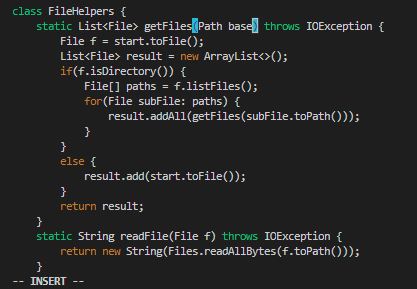 class FileHelpers {
    static List<File> getFiles(Path base) throws IOException {
        File f = start.toFile();
        List<File> result = new ArrayList<>();
        if(f.isDirectory()) {
            File[] paths = f.listFiles();
            for(File subFile: paths) {
                result.addAll(getFiles(subFile.toPath()));
            }
        }
        else {
            result.add(start.toFile());
        }
        return result;
    }
    static String readFile(File f) throws IOException {
        return new String(Files.readAllBytes(f.toPath()));
    }
-- INSERT --